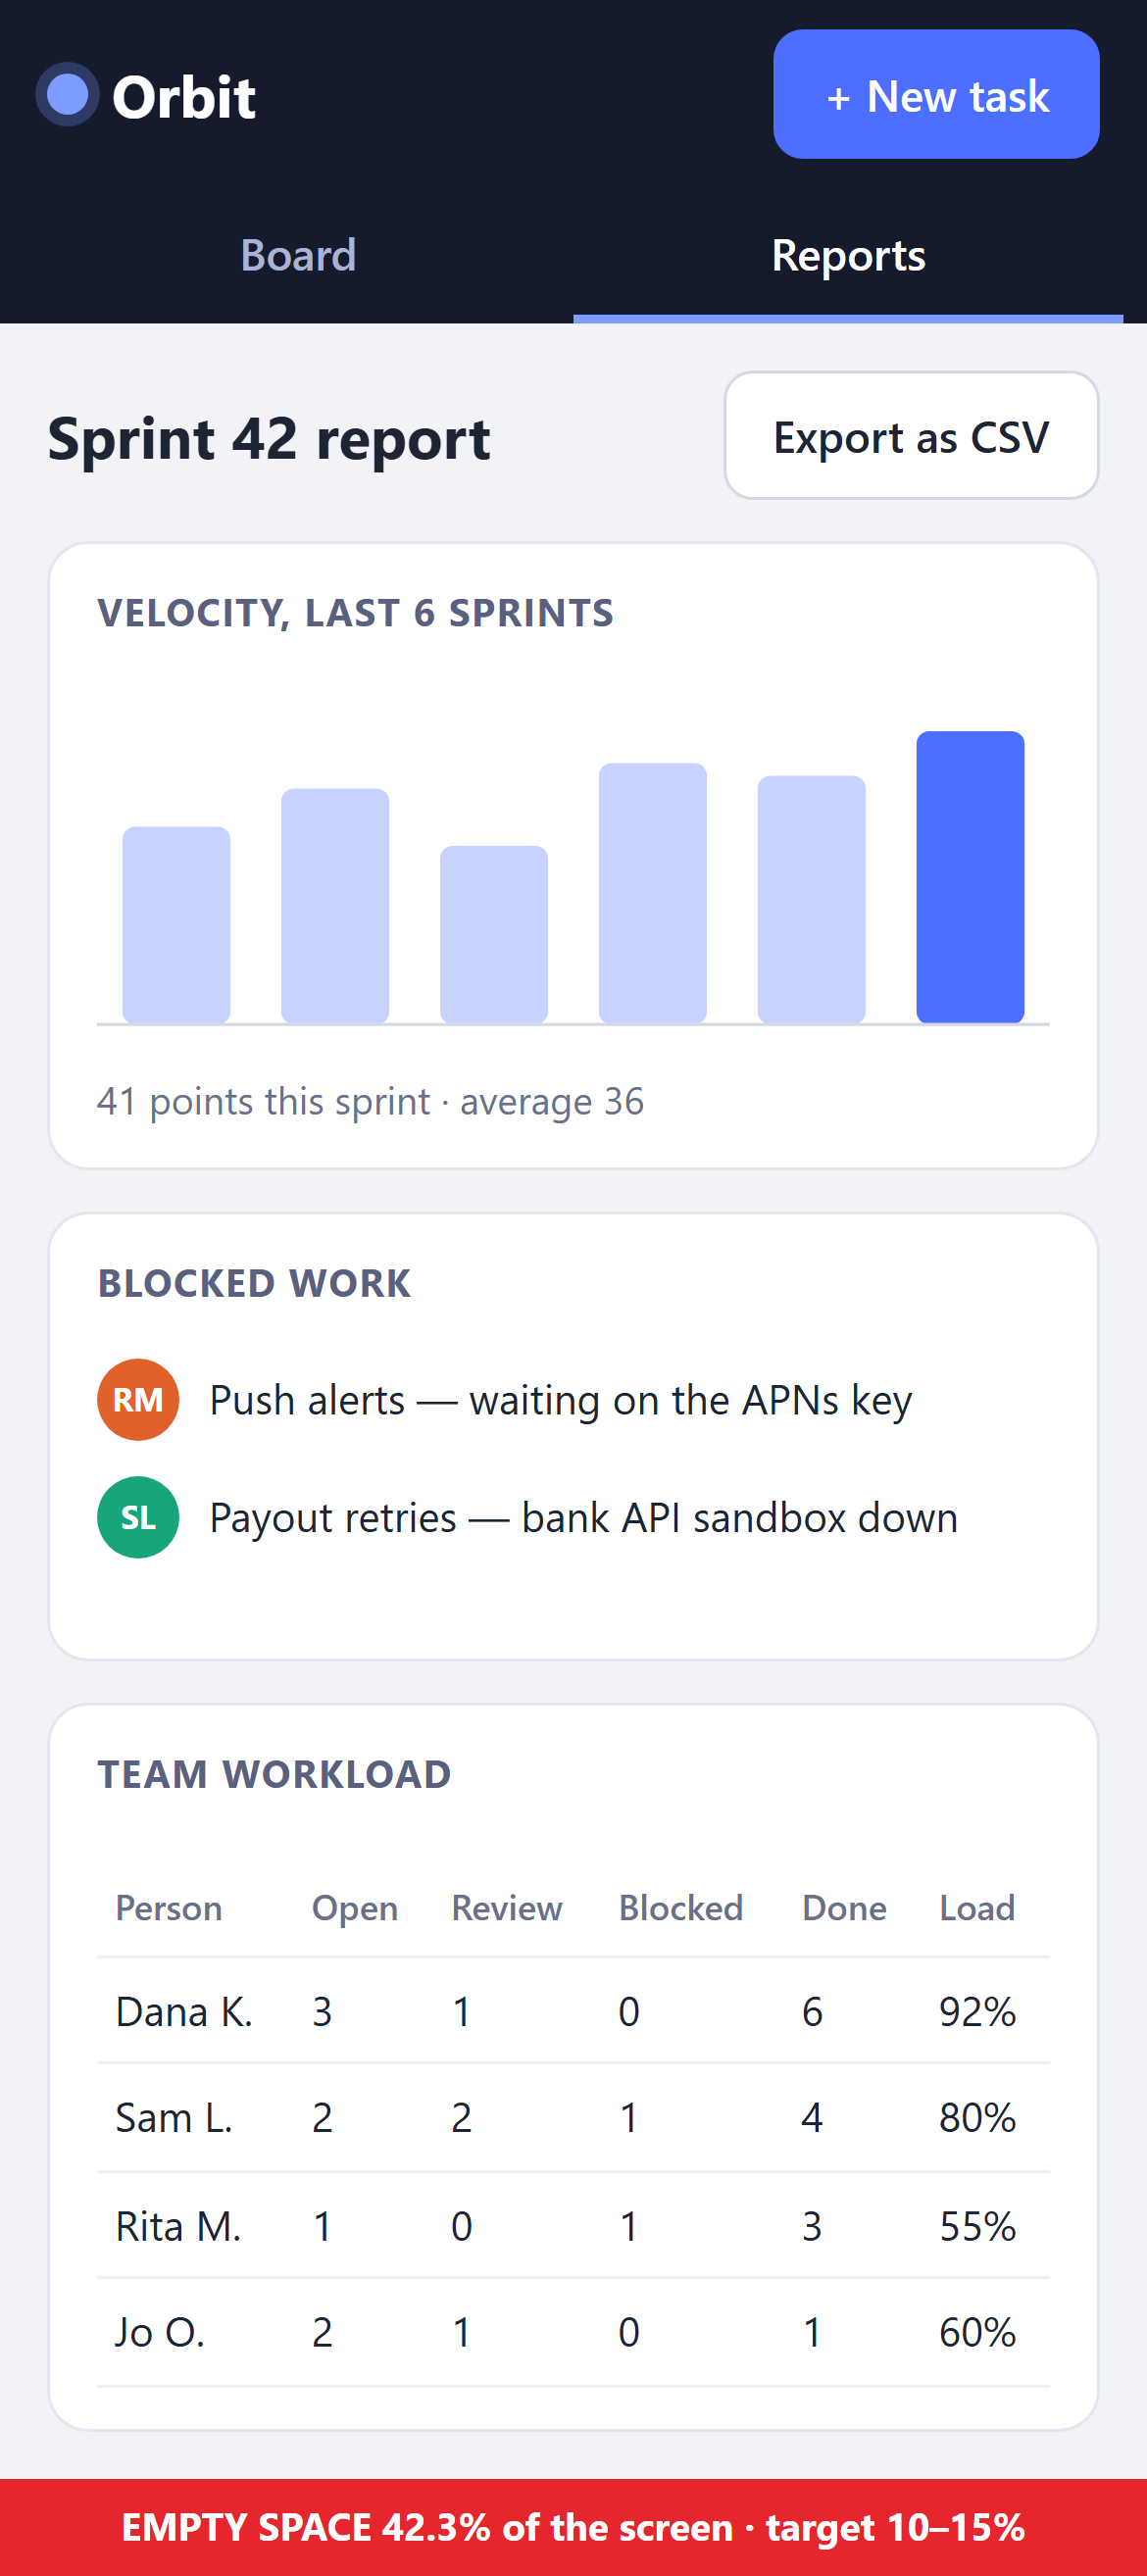 Orbit
+ New task
Board
Reports
Sprint 42 report
Export as CSV
VELOCITY, LAST 6 SPRINTS
41 points this sprint · average 36
BLOCKED WORK
RM Push alerts — waiting on the APNs key
SL Payout retries — bank API sandbox down
TEAM WORKLOAD
Person Open Review Blocked Done Load
Dana K. 3 1 0 6 92%
Sam L. 2 2 1 4 80%
Rita M. 1 0 1 3 55%
Jo O. 2 1 0 1 60%
EMPTY SPACE 42.3% of the screen · target 10–15%